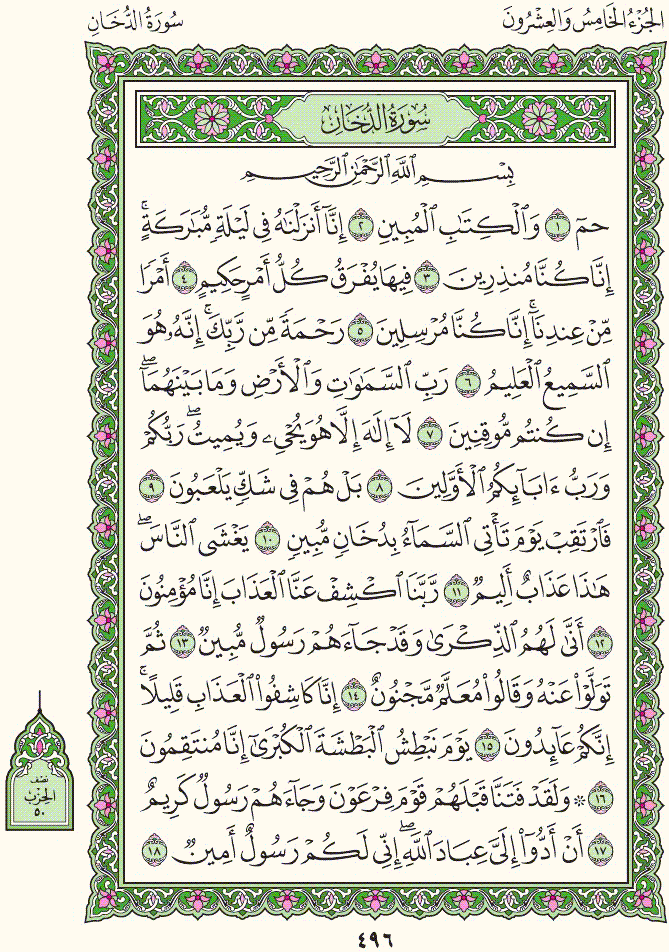 الجُزْءُ الخَامِسُ وَالعِشْرُونَ
سُورَةُ الدُّخَانِ
سُورَةُ الدُّخَانِ
بِسْمِ ٱللَّهِ ٱلرَّحْمَٰنِ ٱلرَّحِيمِ
حمٓ ١ وَٱلْكِتَٰبِ ٱلْمُبِينِ ٢ إِنَّآ أَنزَلْنَٰهُ فِى لَيْلَةٍ مُّبَٰرَكَةٍ ۚ
إِنَّا كُنَّا مُنذِرِينَ ٣ فِيهَا يُفْرَقُ كُلُّ أَمْرٍ حَكِيمٍ ٤ أَمْرًا
مِّنْ عِندِنَآ ۚ إِنَّا كُنَّا مُرْسِلِينَ ٥ رَحْمَةً مِّن رَّبِّكَ ۚ إِنَّهُۥ هُوَ
ٱلسَّمِيعُ ٱلْعَلِيمُ ٦ رَبِّ ٱلسَّمَٰوَٰتِ وَٱلْأَرْضِ وَمَا بَيْنَهُمَآ ۖ
إِن كُنتُم مُّوقِنِينَ ٧ لَآ إِلَٰهَ إِلَّا هُوَ يُحْىِۦ وَيُمِيتُ ۖ رَبُّكُمْ
وَرَبُّ ءَابَآئِكُمُ ٱلْأَوَّلِينَ ٨ بَلْ هُمْ فِى شَكٍّ يَلْعَبُونَ ٩
فَٱرْتَقِبْ يَوْمَ تَأْتِى ٱلسَّمَآءُ بِدُخَانٍ مُّبِينٍ ١٠ يَغْشَى ٱلنَّاسَ ۖ
هَٰذَا عَذَابٌ أَلِيمٌ ١١ رَّبَّنَا ٱكْشِفْ عَنَّا ٱلْعَذَابَ إِنَّا مُؤْمِنُونَ
١٢ أَنَّىٰ لَهُمُ ٱلذِّكْرَىٰ وَقَدْ جَآءَهُمْ رَسُولٌ مُّبِينٌ ١٣ ثُمَّ
تَوَلَّوْا۟ عَنْهُ وَقَالُوا۟ مُعَلَّمٌ مَّجْنُونٌ ١٤ إِنَّا كَاشِفُوا۟ ٱلْعَذَابِ قَلِيلًا ۚ
إِنَّكُمْ عَآئِدُونَ ١٥ يَوْمَ نَبْطِشُ ٱلْبَطْشَةَ ٱلْكُبْرَىٰٓ إِنَّا مُنتَقِمُونَ
١٦ ۞ وَلَقَدْ فَتَنَّا قَبْلَهُمْ قَوْمَ فِرْعَوْنَ وَجَآءَهُمْ رَسُولٌ كَرِيمٌ
١٧ أَنْ أَدُّوٓا۟ إِلَىَّ عِبَادَ ٱللَّهِ ۖ إِنِّى لَكُمْ رَسُولٌ أَمِينٌ ١٨
نصف
الحزب
٥٠
٤٩٦